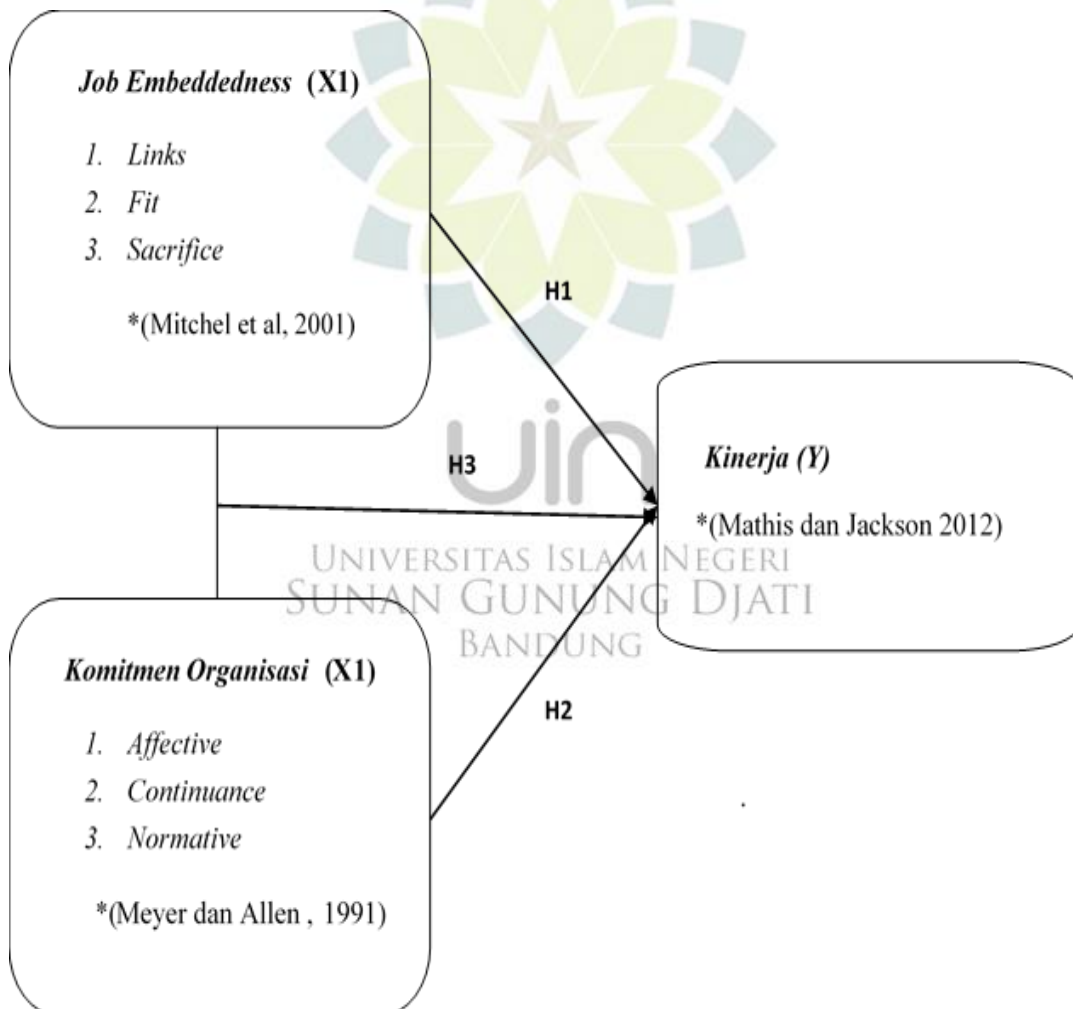 Job Embeddedness (X1)
1. Links
2. Fit
3. Sacrifice
*(Mitchel et al, 2001)
H1
H3
uin
Kinerja (Y)
*(Mathis dan Jackson 2012)
UNIVERSITAS ISLAM NEGERI
SUNAN GUNUNG DJATI
BANDUNG
Komitmen Organisasi (X1)
1. Affective
2. Continuance
3. Normative
*(Meyer dan Allen , 1991)
H2